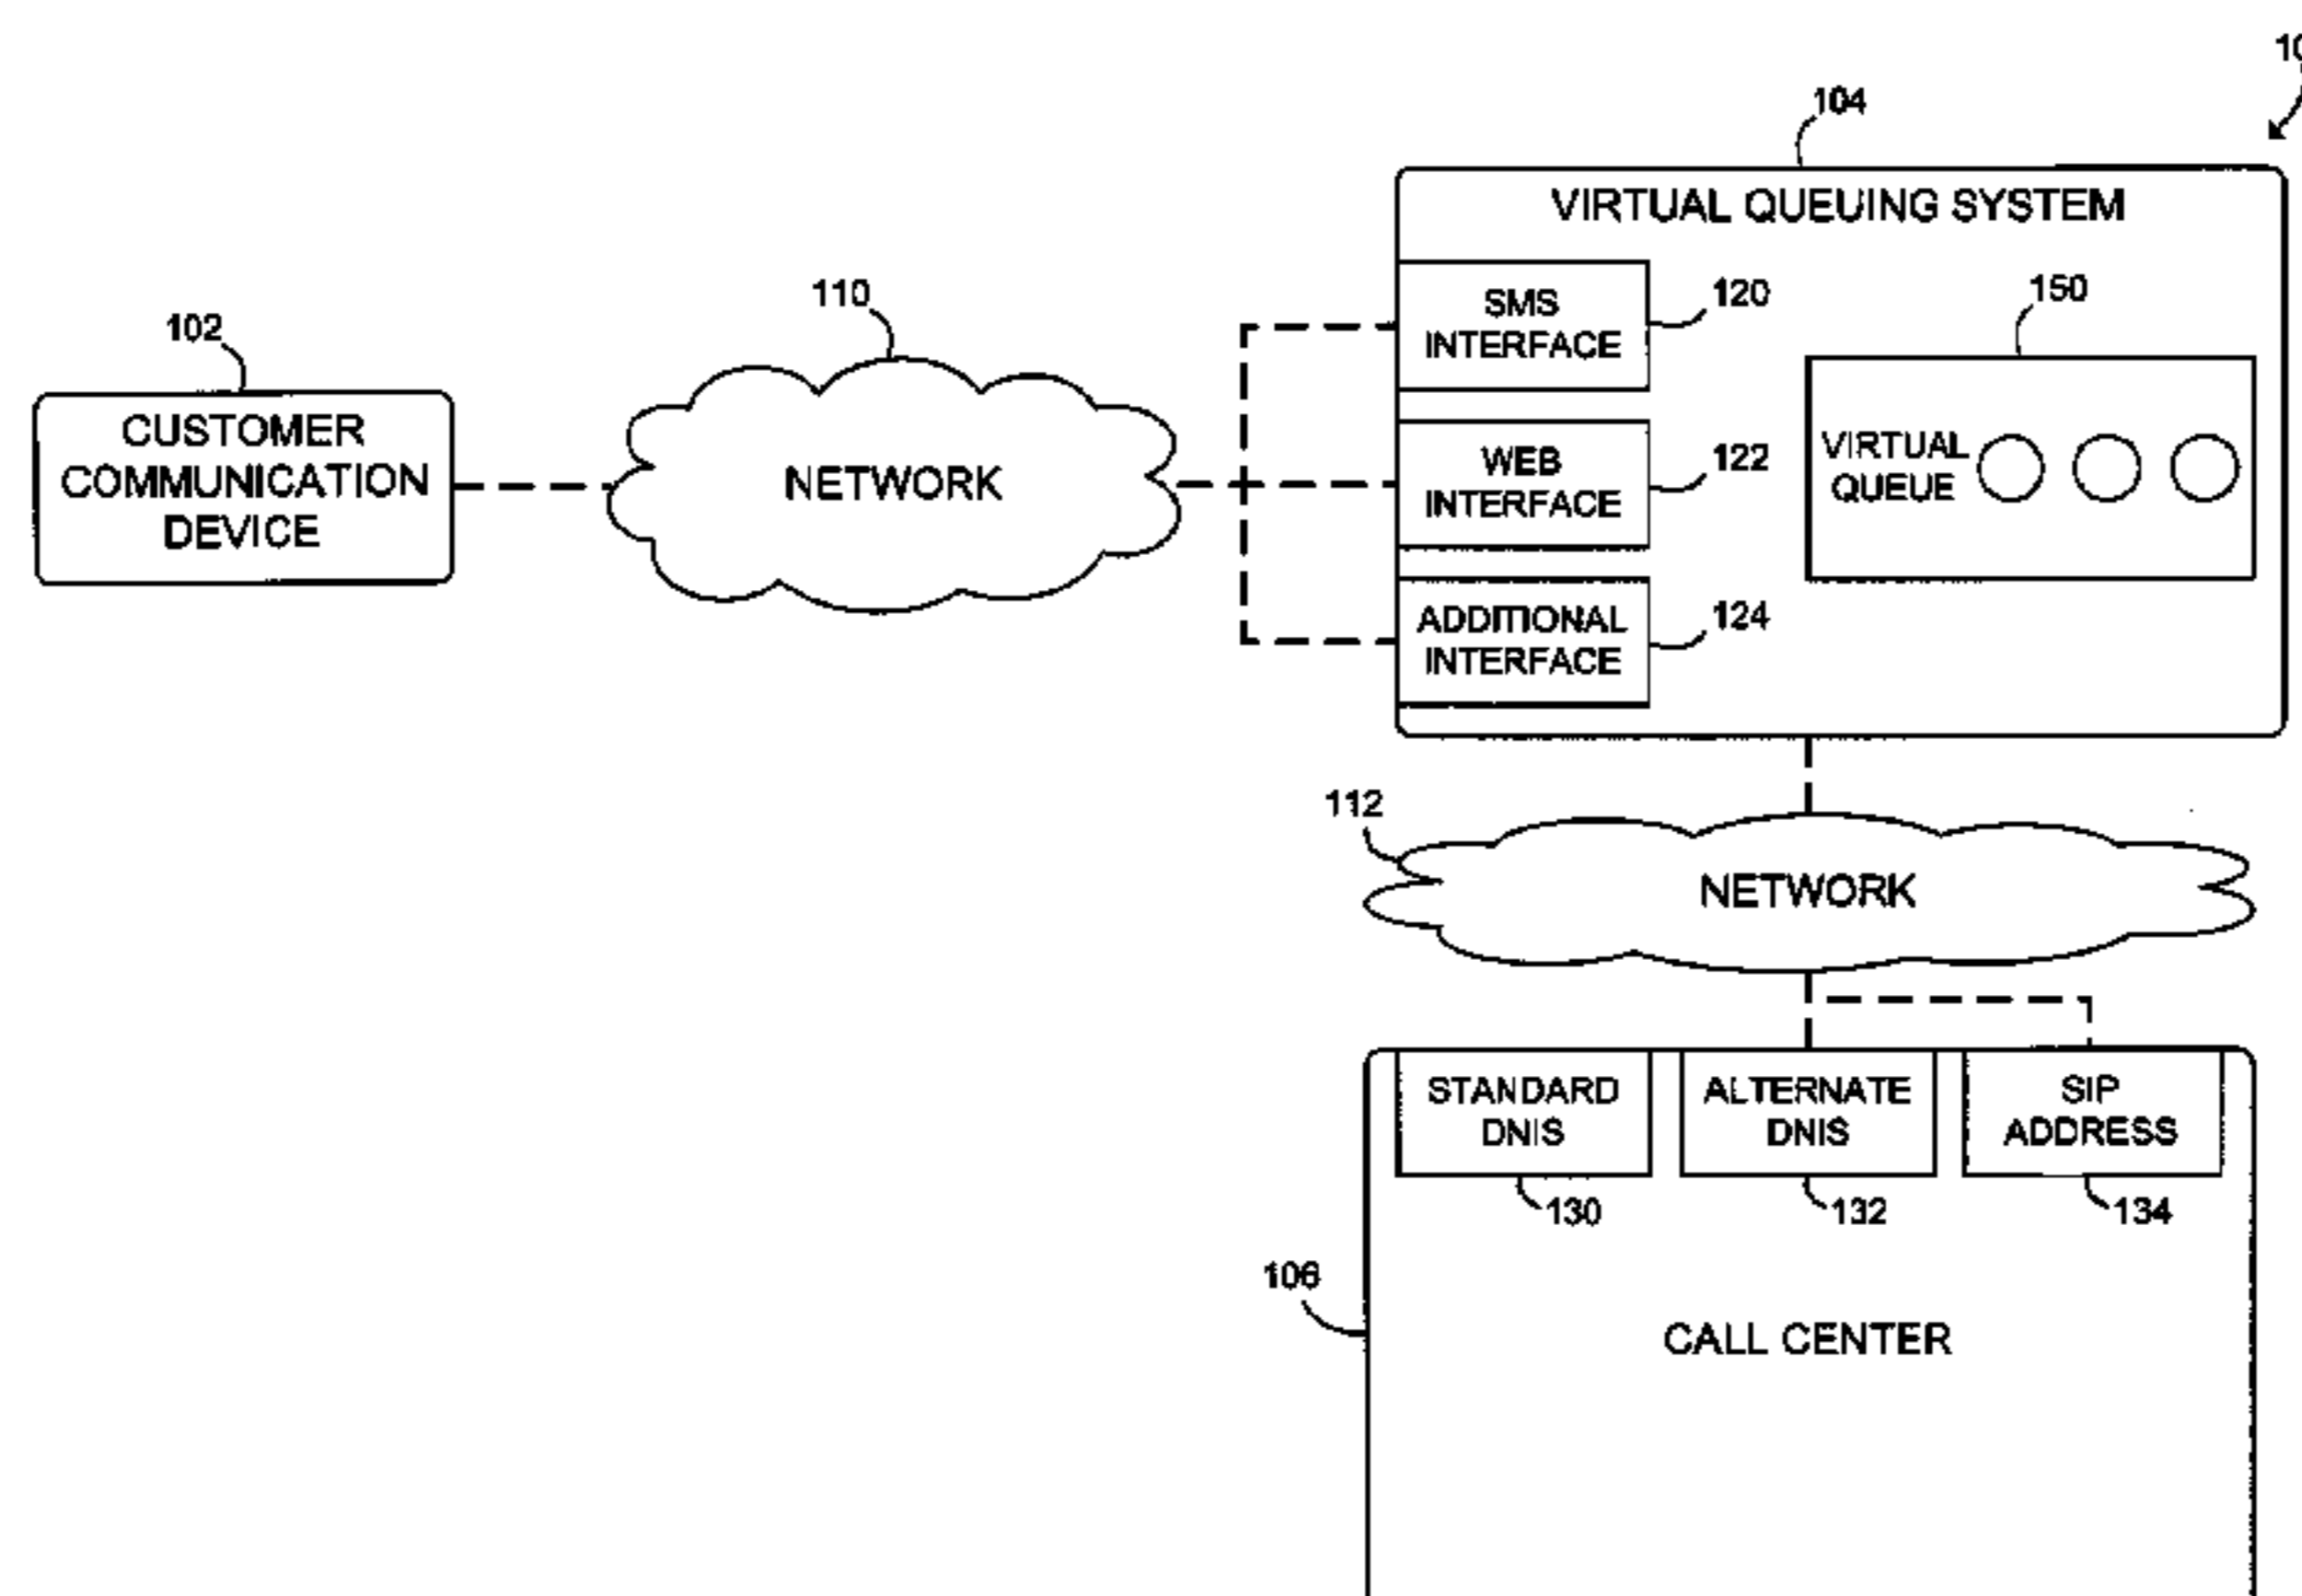 104
VIRTUAL QUEUING SYSTEM
102
CUSTOMER
COMMUNICATION
DEVICE
110
NETWORK
SMS
INTERFACE
120
WEB
INTERFACE
122
ADDITIONAL
INTERFACE
124
150
VIRTUAL
QUEUE
112
NETWORK
STANDARD
DNIS
130
ALTERNATE
DNIS
132
SIP
ADDRESS
134
106
CALL CENTER